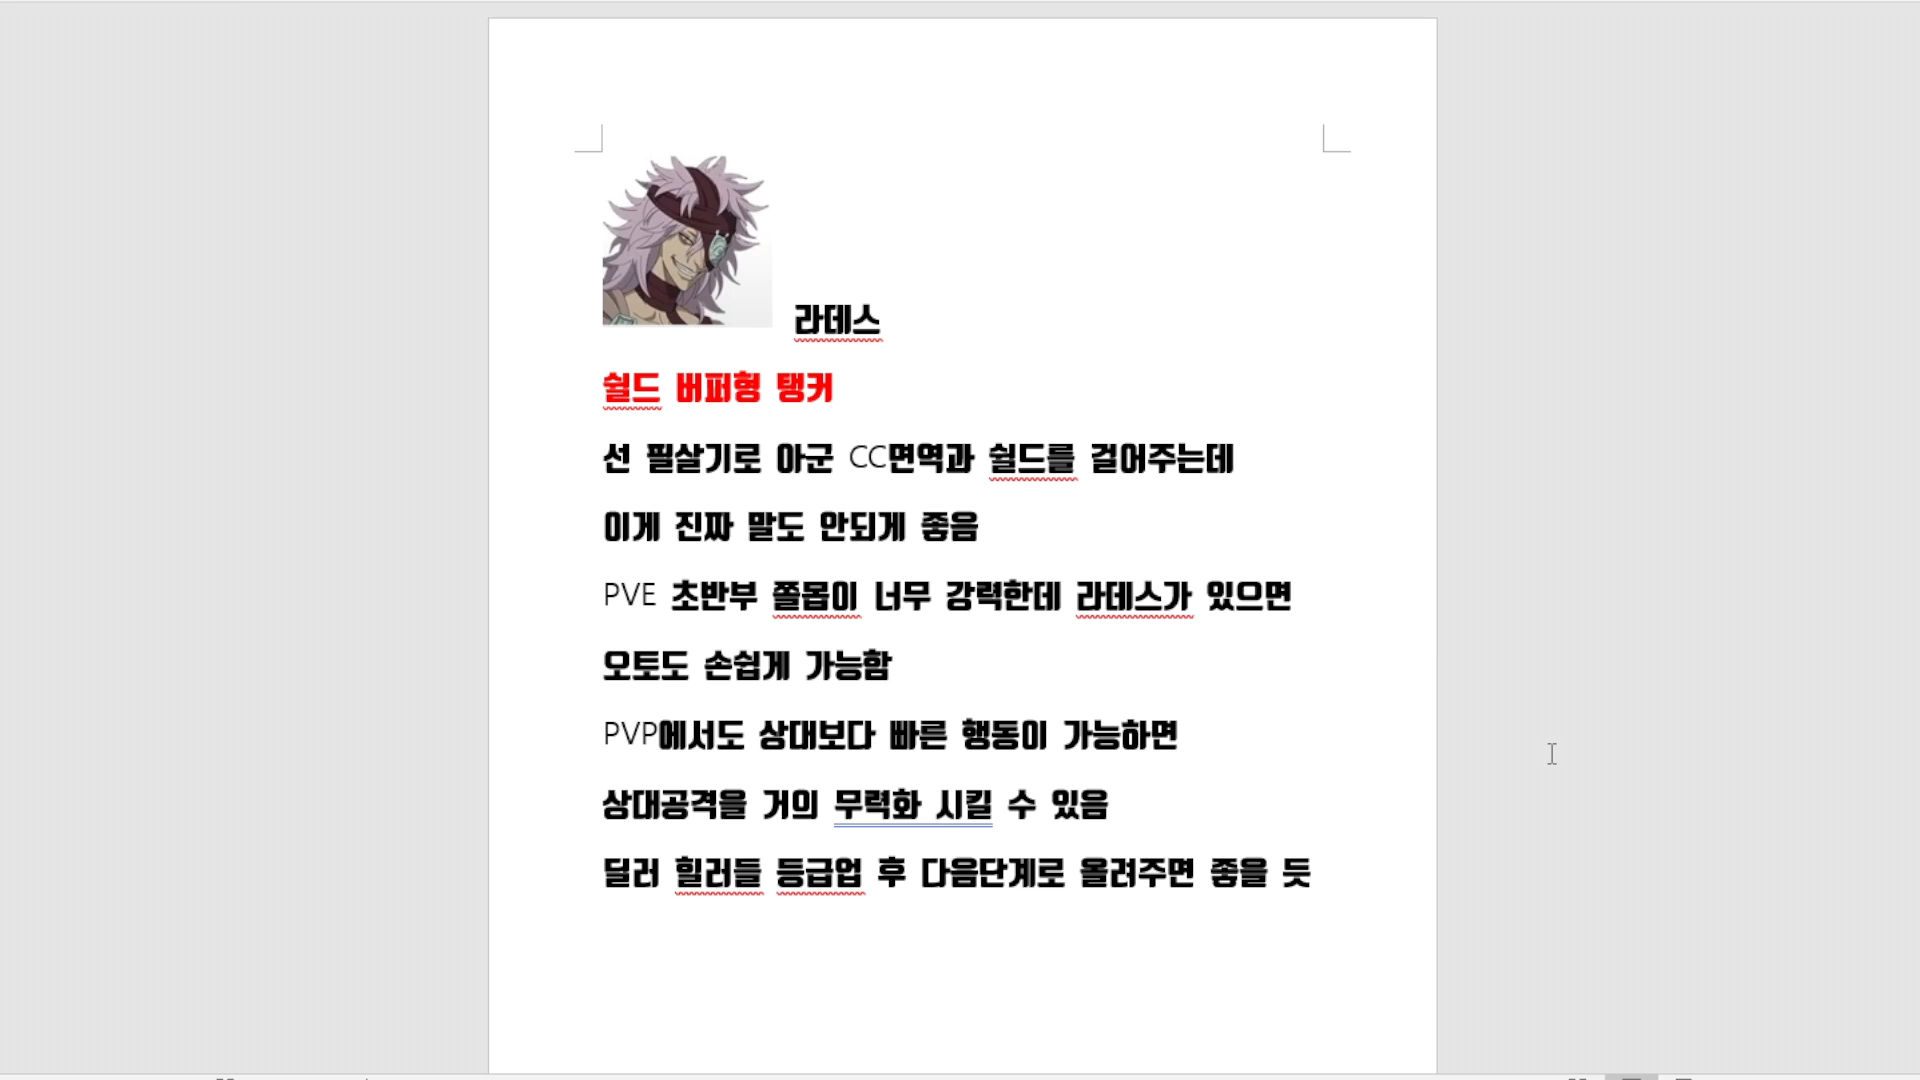 라데스
쉴드 버퍼형 탱커
선 필살기로 아군 CC면역과 쉴드를 걸어주는데
이게 진짜 말도 안되게 좋음
PVE 초반부 쫄몹이 너무 강력한데 라데스가 있으면
오토도 손쉽게 가능함
PVP에서도 상대보다 빠른 행동이 가능하면
상대공격을 거의 무력화 시킬 수 있음
딜러 힐러들 등급업 후 다음단계로 올려주면 좋을 듯